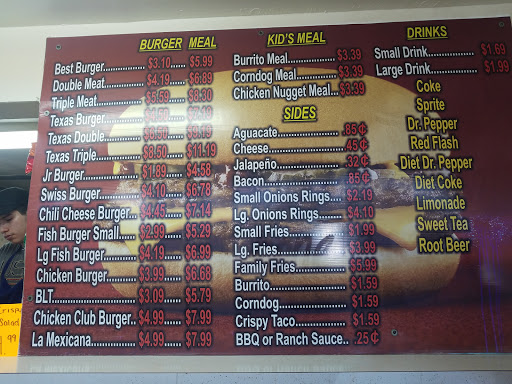 BURGER MEAL
Best Burger............... $3.10...... $5.99
Double Meat............. $4.19...... $6.89
Triple Meat............... $5.59......
Texas Burger............
Texas Double...........
Texas Triple.............. $8.50...... $11.19
Jr Burger.................. $1.89...... $4.58
Swiss Burger............ $4.10...... $6.78
Chili Cheese Burger... $4.45...... $7.14
Fish Burger Small...... $2.99...... $5.29
Lg Fish Burger.......... $4.19...... $6.99
Chicken Burger......... $3.99...... $6.68
BLT.......................... $3.09...... $5.79
Chicken Club Burger.. $4.99...... $7.99
La Mexicana............. $4.99...... $7.99
KID'S MEAL
Burrito Meal.............. $3.39
Corndog Meal........... $3.39
Chicken Nugget Meal... $3.39
SIDES
Aguacate............. .85¢
Cheese................ .45¢
Jalapeño.............. .32¢
Bacon.................. .85¢
Small Onions Rings.... $2.19
Lg. Onions Rings....... $4.10
Small Fries............... $1.99
Lg. Fries................... $3.99
Family Fries.............. $5.99
Burrito...................... $1.59
Corndog................... $1.59
Crispy Taco.............. $1.59
BBQ or Ranch Sauce.. .25¢
DRINKS
Small Drink.......... $1.69
Large Drink.......... $1.99
Coke
Sprite
Dr. Pepper
Red Flash
Diet Dr. Pepper
Diet Coke
Limonade
Sweet Tea
Root Beer
Salad
99